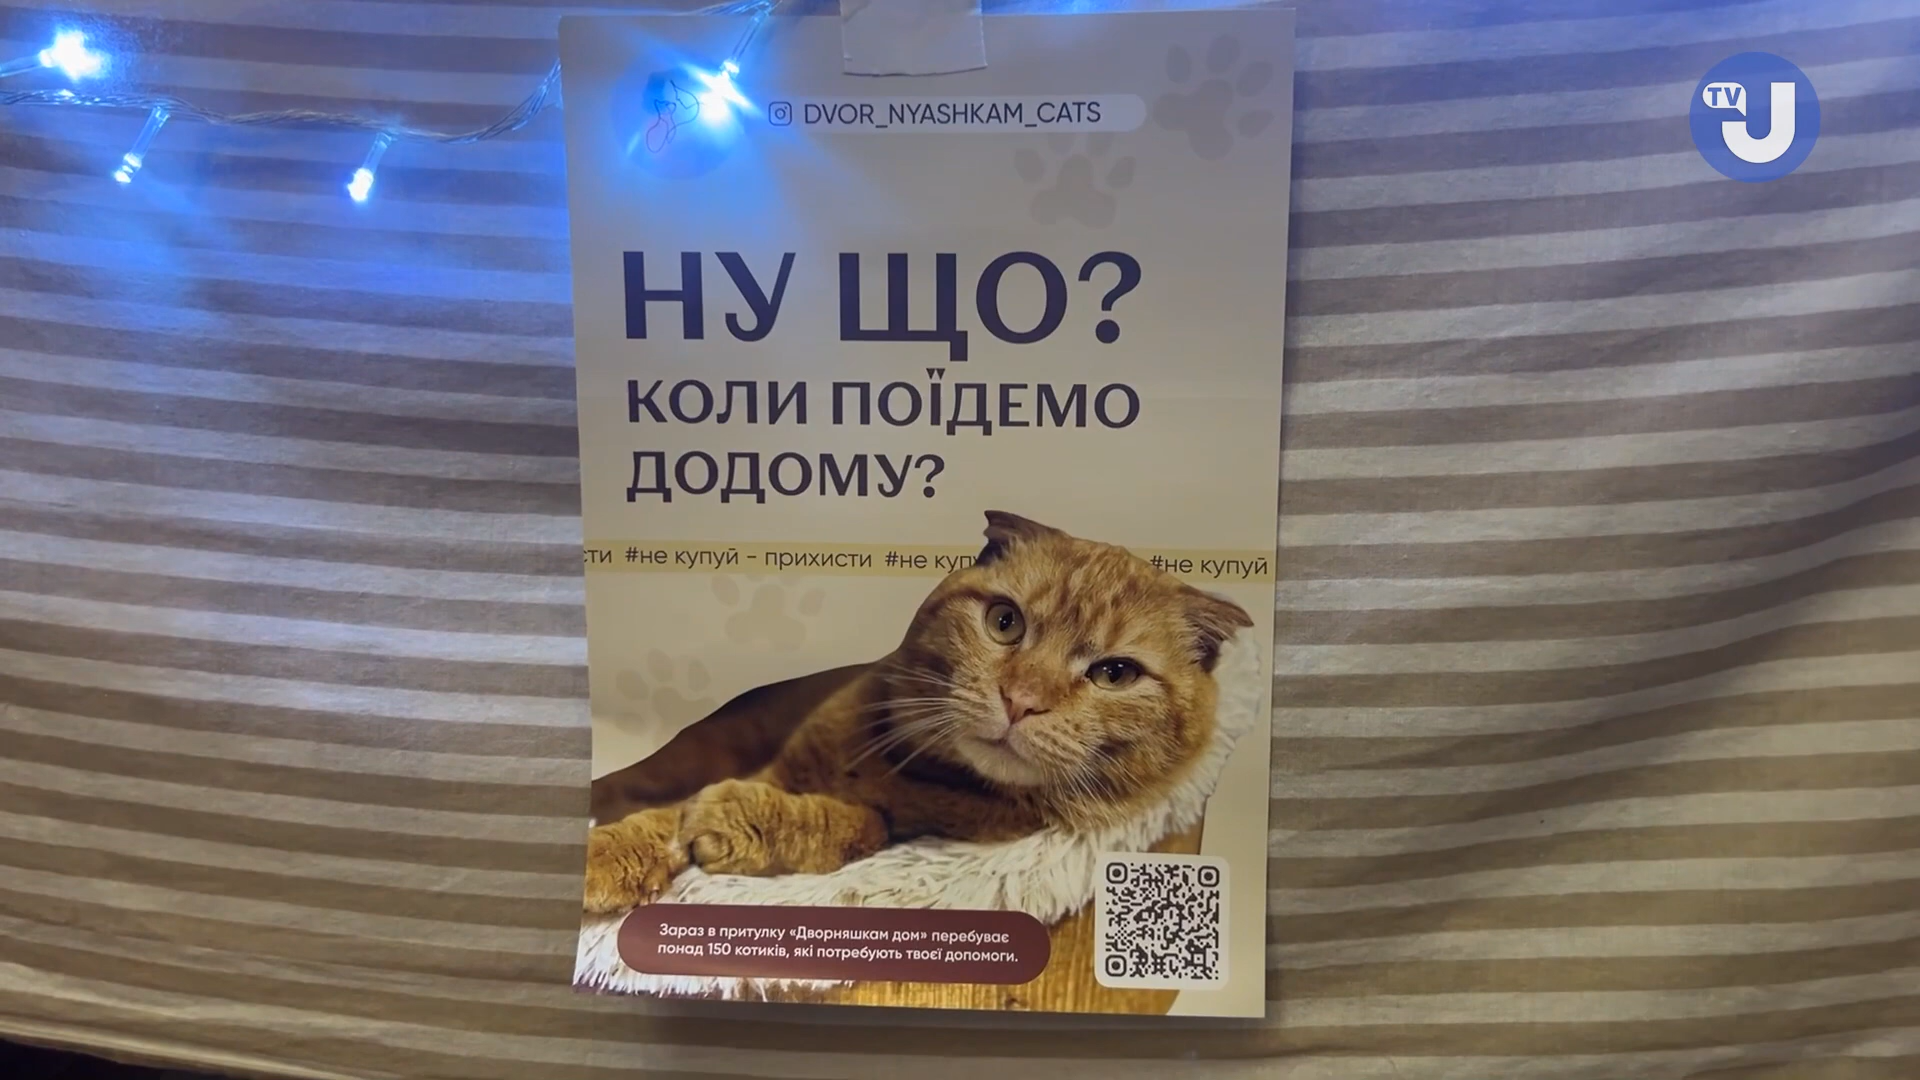 TV U
DVOR_NYASHKAM_CATS
НУ ЩО?
КОЛИ ПОЇДЕМО
ДОДОМУ?
сти #не купуй - прихисти #не купу #не купуй
Зараз в притулку «Дворняшкам дом» перебуває
понад 150 котиків, які потребують твоєї допомоги.